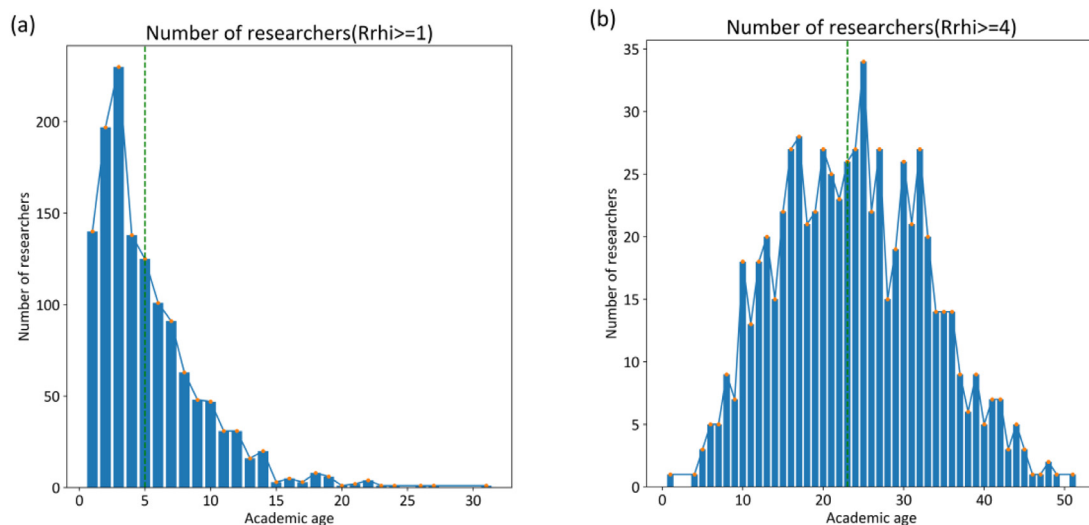 (a)
Number of researchers(Rrhi>=1)
Number of researchers
200
150
100
50
0
0 5 10 15 20 25 30
Academic age
(b)
Number of researchers(Rrhi>=4)
Number of researchers
35
30
25
20
15
10
5
0
0 10 20 30 40 50
Academic age